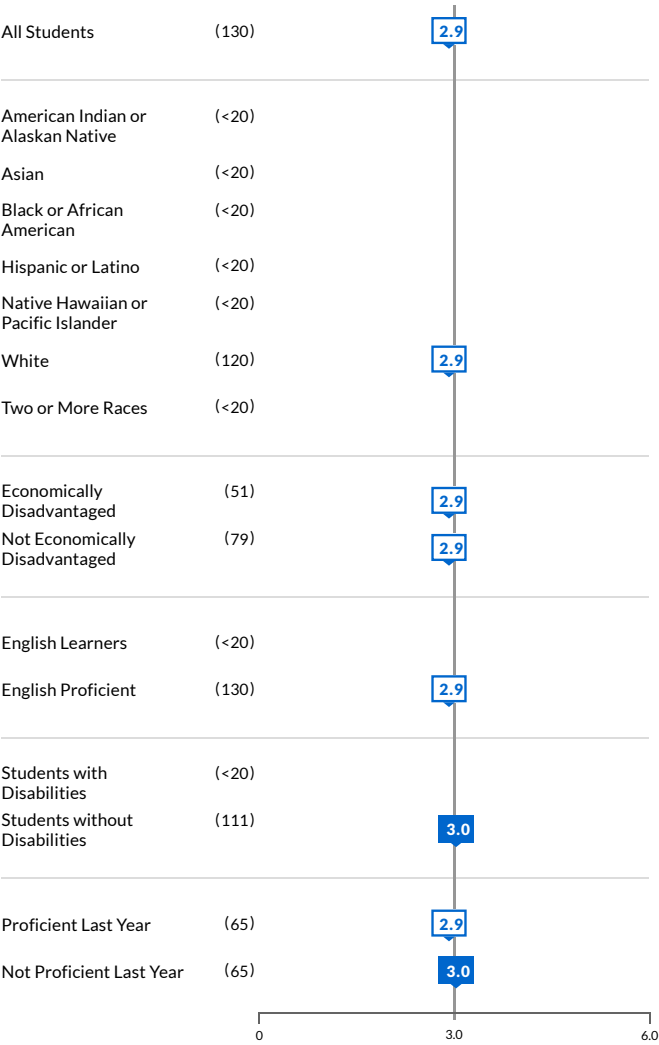 All Students (130) 2.9
American Indian or (<20)
Alaskan Native
Asian (<20)
Black or African (<20)
American
Hispanic or Latino (<20)
Native Hawaiian or (<20)
Pacific Islander
White (120) 2.9
Two or More Races (<20)
Economically (51) 2.9
Disadvantaged
Not Economically (79) 2.9
Disadvantaged
English Learners (<20)
English Proficient (130) 2.9
Students with (<20)
Disabilities
Students without (111) 3.0
Disabilities
Proficient Last Year (65) 2.9
Not Proficient Last Year (65) 3.0
0 3.0 6.0